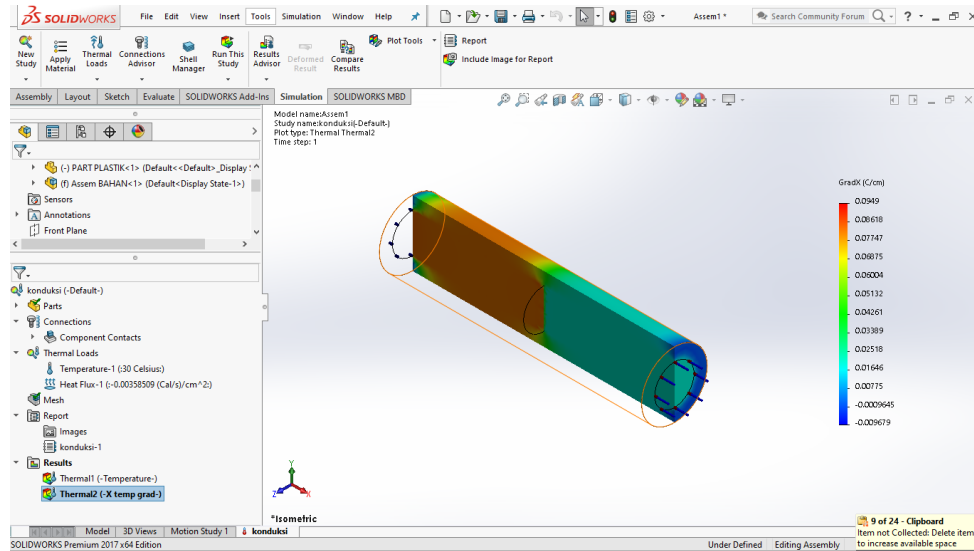 SOLIDWORKS
File Edit View Insert Tools Simulation Window Help
Assem1 *
Search Community Forum
New Study
Apply Material
Thermal Loads
Connections Advisor
Shell Manager
Run This Study
Results Advisor
Deformed Result
Compare Results
Plot Tools
Report
Include Image for Report
Assembly Layout Sketch Evaluate SOLIDWORKS Add-Ins Simulation SOLIDWORKS MBD
Model name:Assem1
Study name:konduksi(-Default-)
Plot type: Thermal Thermal2
Time step: 1
(-) PART PLASTIK<1> (Default<<Default>_Display
(f) Assem BAHAN<1> (Default<Display State-1>)
Sensors
Annotations
Front Plane
konduksi (-Default-)
Parts
Connections
Component Contacts
Thermal Loads
Temperature-1 (:30 Celsius:)
Heat Flux-1 (:-0.00358509 (Cal/s)/cm^2:)
Mesh
Report
Images
konduksi-1
Results
Thermal1 (-Temperature-)
Thermal2 (-X temp grad-)
GradX (C/cm)
0.0949
0.08618
0.07747
0.06875
0.06004
0.05132
0.04261
0.03389
0.02518
0.01646
0.00775
-0.0009645
-0.009679
Y
Z
X
*Isometric
Model 3D Views Motion Study 1 konduksi
SOLIDWORKS Premium 2017 x64 Edition
Under Defined Editing Assembly
9 of 24 - Clipboard
Item not Collected: Delete item
to increase available space